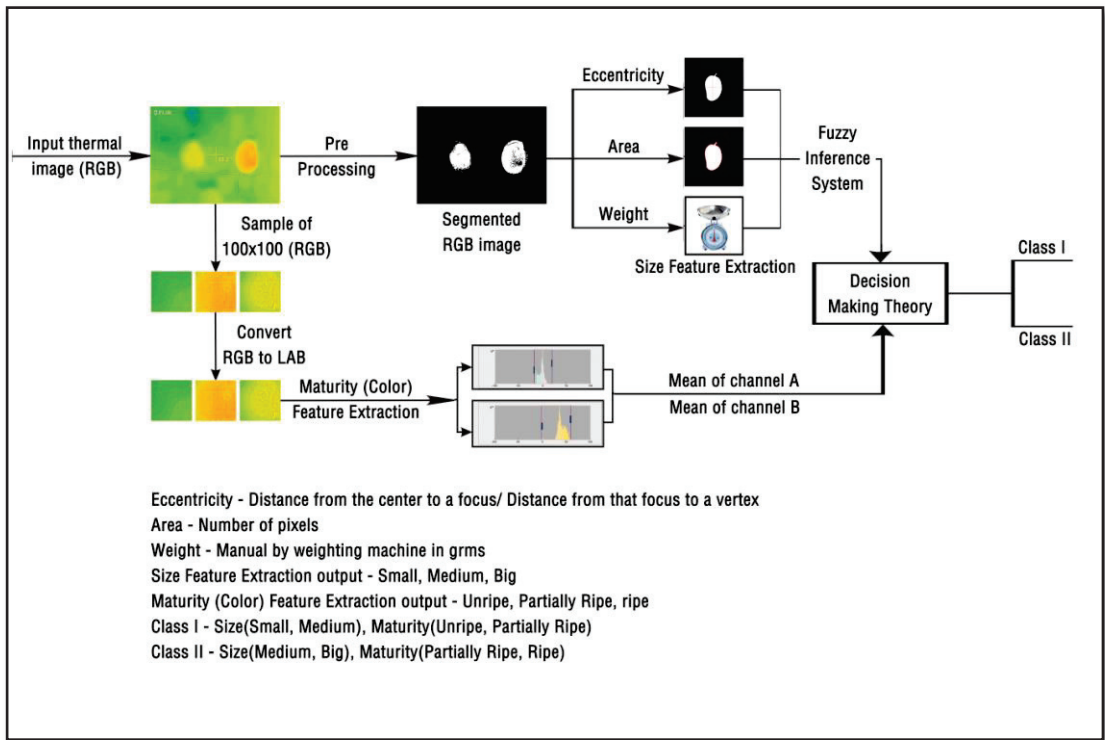 Input thermal
image (RGB)
Pre
Processing
Segmented
RGB image
Eccentricity
Area
Weight
Size Feature Extraction
Fuzzy
Inference
System
Sample of
100x100 (RGB)
Convert
RGB to LAB
Maturity (Color)
Feature Extraction
Mean of channel A
Mean of channel B
Decision
Making Theory
Class I
Class II
Eccentricity - Distance from the center to a focus/ Distance from that focus to a vertex
Area - Number of pixels
Weight - Manual by weighting machine in grms
Size Feature Extraction output - Small, Medium, Big
Maturity (Color) Feature Extraction output - Unripe, Partially Ripe, ripe
Class I - Size(Small, Medium), Maturity(Unripe, Partially Ripe)
Class II - Size(Medium, Big), Maturity(Partially Ripe, Ripe)